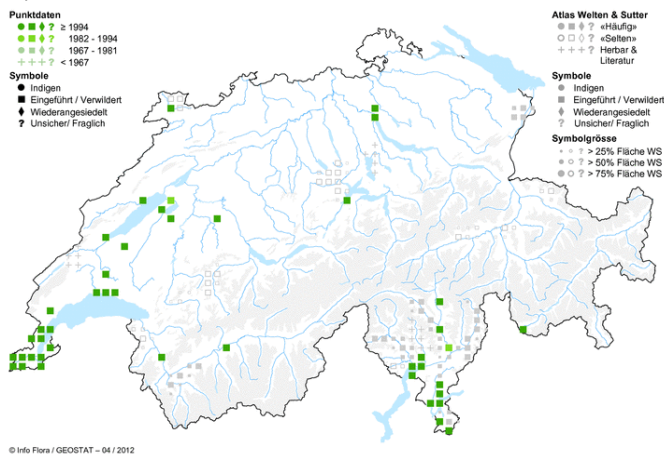 Punktdaten
? ≥ 1994
? 1982 - 1994
? 1967 - 1981
? < 1967
Symbole
Indigen
Eingeführt / Verwildert
Wiederangesiedelt
? Unsicher/ Fraglich
Atlas Welten & Sutter
? «Häufig»
? «Selten»
? Herbar &
Literatur
Symbole
Indigen
Eingeführt / Verwildert
Wiederangesiedelt
? Unsicher/ Fraglich
Symbolgrösse
? > 25% Fläche WS
? > 50% Fläche WS
? > 75% Fläche WS
© Info Flora / GEOSTAT – 04 / 2012